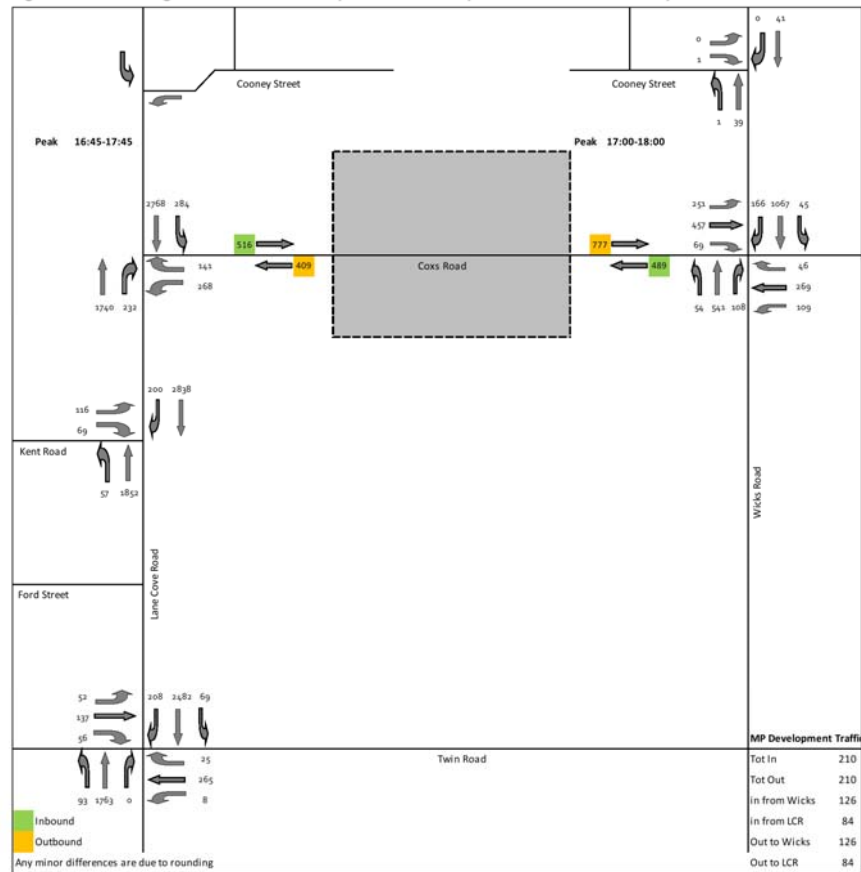 0 41
0
1
Cooney Street Cooney Street
1 39
Peak 16:45-17:45 Peak 17:00-18:00
2768 284 251 166 1067 45
516 777 457
69
409 Coxs Road 489
141 46
268 269
1740 232 54 541 108 109
200 2838
116
69
Kent Road
57 1852
Wicks Road
Lane Cove Road
Ford Street
52 208 2482 69
137
56
MP Development Traffi
25 Twin Road Tot In 210
265 Tot Out 210
93 1763 0 8 in from Wicks 126
Inbound in from LCR 84
Outbound Out to Wicks 126
Any minor differences are due to rounding Out to LCR 84